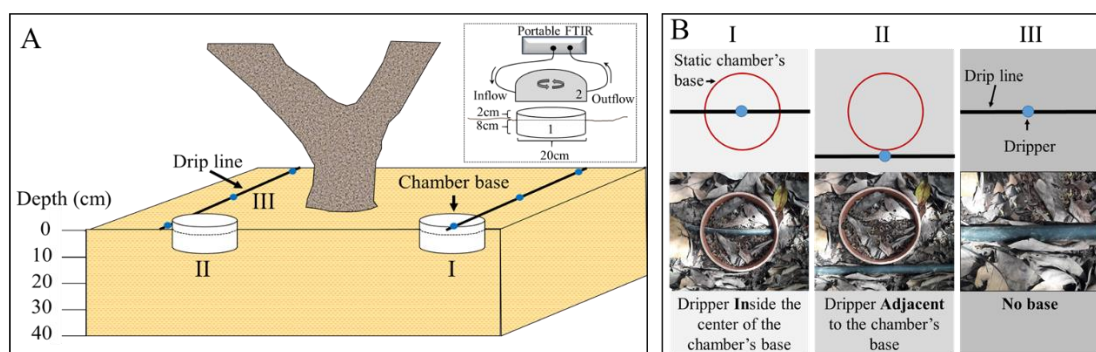 A
Portable FTIR
Inflow
2
Outflow
2cm
8cm
1
20cm
Drip line
Chamber base
III
Depth (cm)
0
10
20
30
40
II
I
B
I
II
III
Static chamber's
base
Drip line
Dripper
Dripper Inside the
center of the
chamber's base
Dripper Adjacent
to the chamber's
base
No base